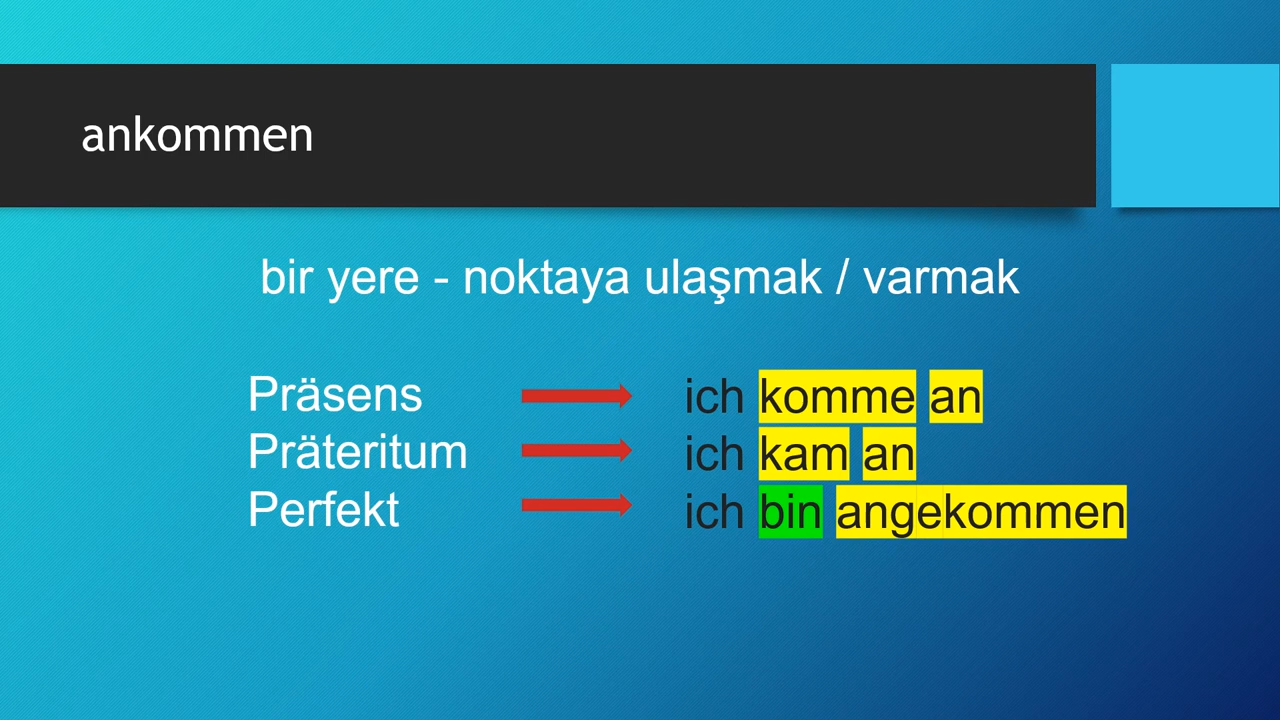 ankommen
bir yere - noktaya ulaşmak / varmak
Präsens ich komme an
Präteritum ich kam an
Perfekt ich bin angekommen